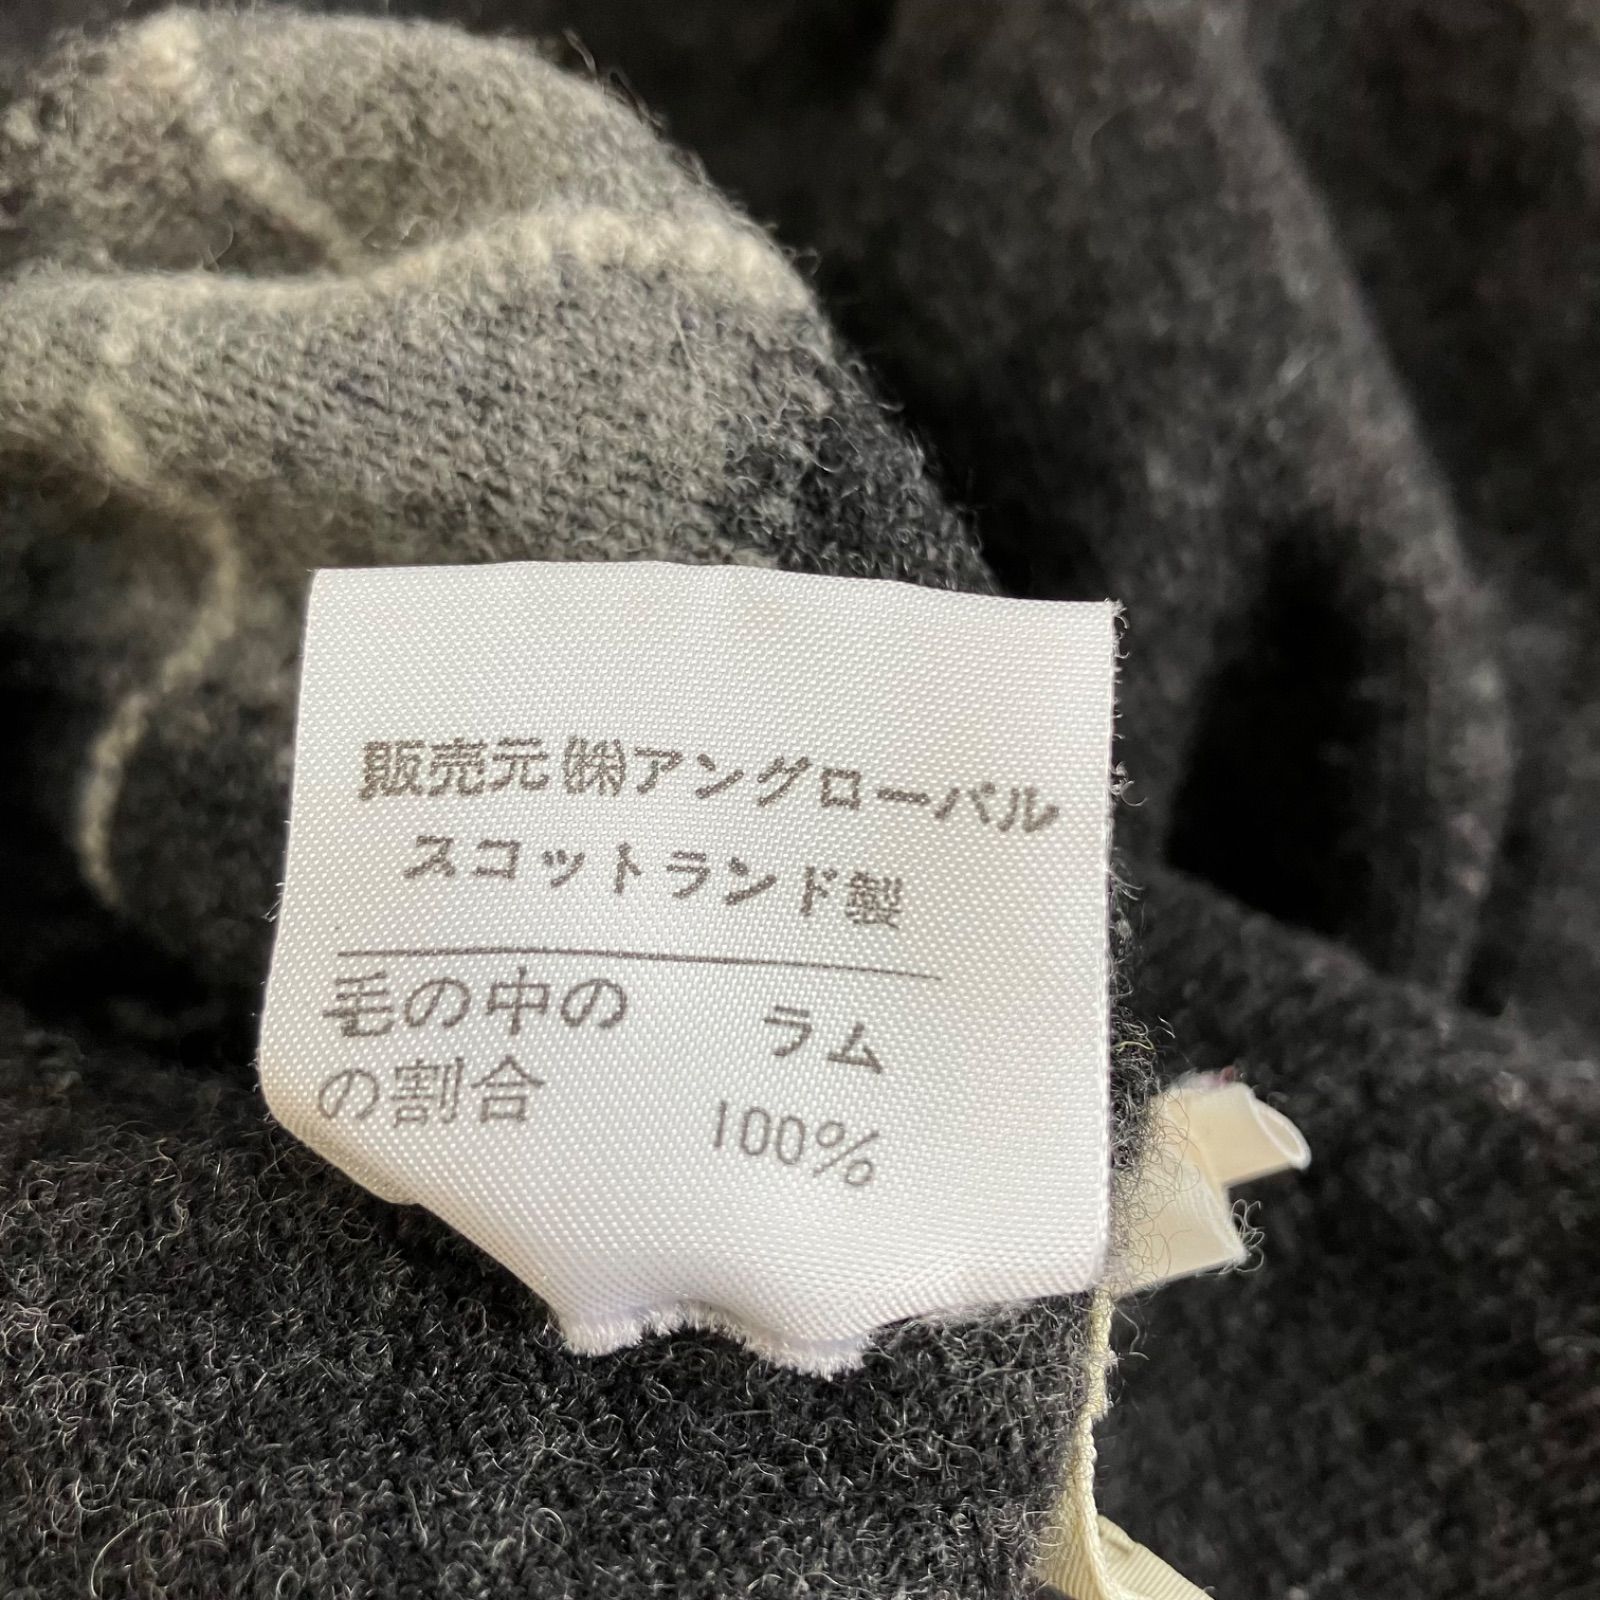 販売元㈱アングローバル
スコットランド製
毛の中の ラム
の割合 100%